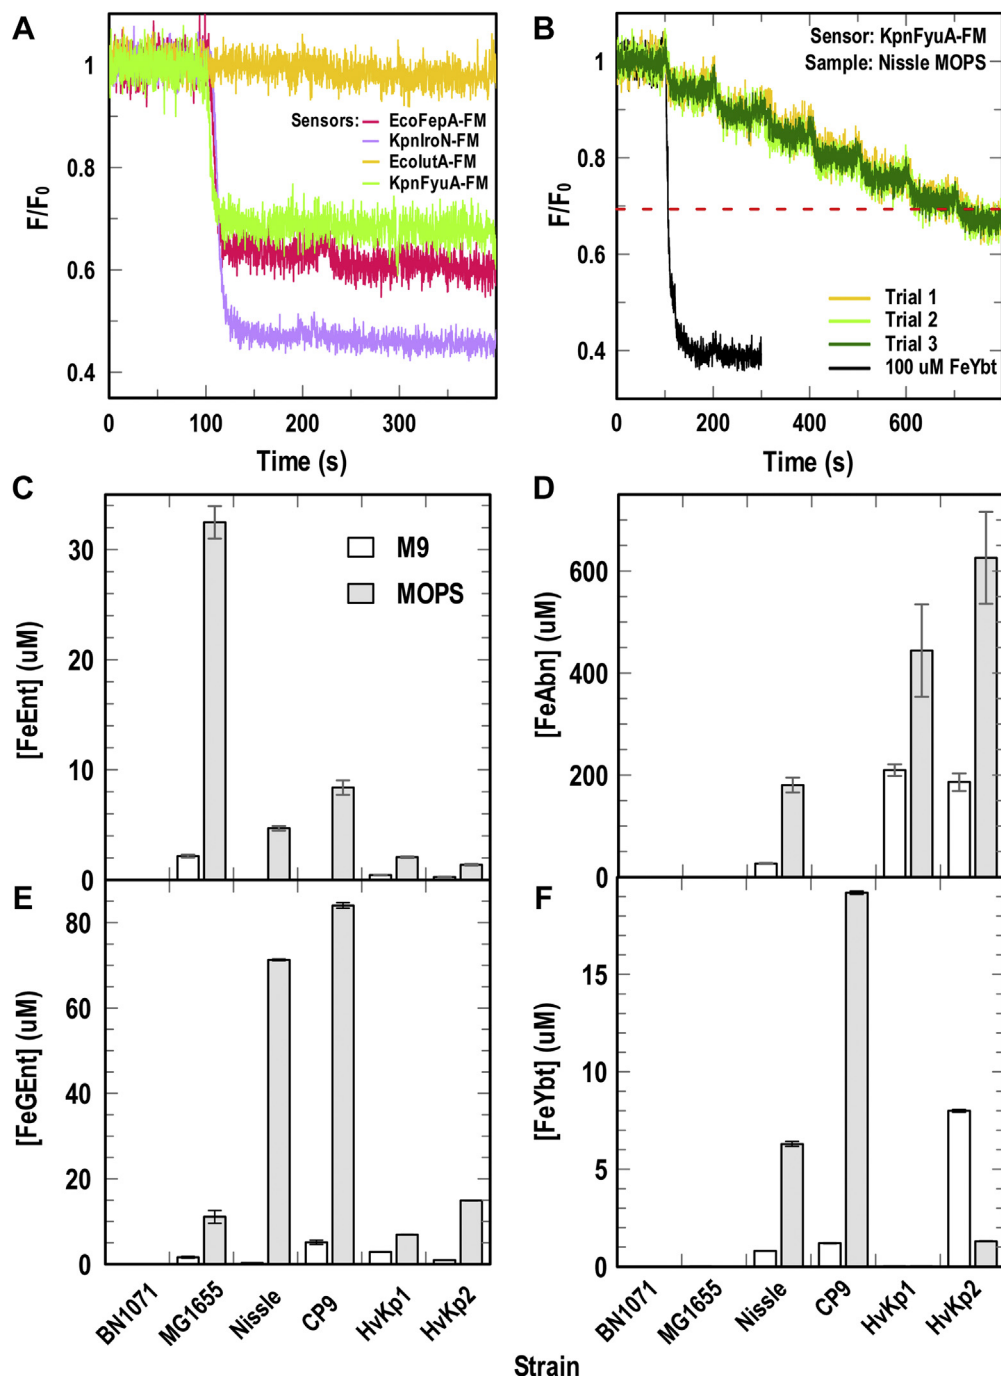 A
F/F0
1
0.8
0.6
0.4
Sensors:
EcoFepA-FM
KpnIroN-FM
EcoIutA-FM
KpnFyuA-FM
0 100 200 300
Time (s)
B
Sensor: KpnFyuA-FM
Sample: Nissle MOPS
F/F0
1
0.8
0.6
0.4
Trial 1
Trial 2
Trial 3
100 uM FeYbt
0 200 400 600
Time (s)
C
[FeEnt] (uM)
30
20
10
0
M9
MOPS
D
[FeAbn] (uM)
600
400
200
0
E
[FeGEnt] (uM)
80
60
40
20
0
BN1071 MG1655 Nissle CP9 HvKp1 HvKp2
F
[FeYbt] (uM)
15
10
5
0
BN1071 MG1655 Nissle CP9 HvKp1 HvKp2
Strain